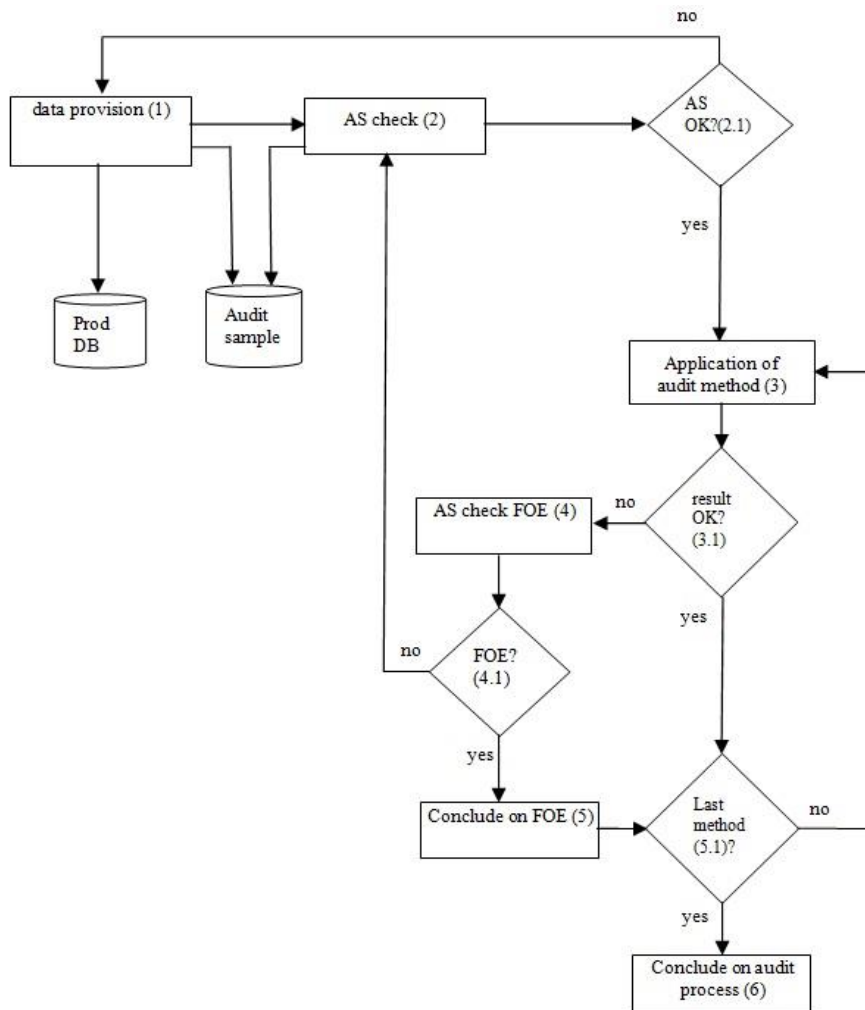 no
data provision (1)
AS check (2)
AS
OK?(2.1)
yes
Prod
DB
Audit
sample
Application of
audit method (3)
result
OK?
(3.1)
no
AS check FOE (4)
yes
no
FOE?
(4.1)
yes
Conclude on FOE (5)
Last
method
(5.1)?
no
yes
Conclude on audit
process (6)